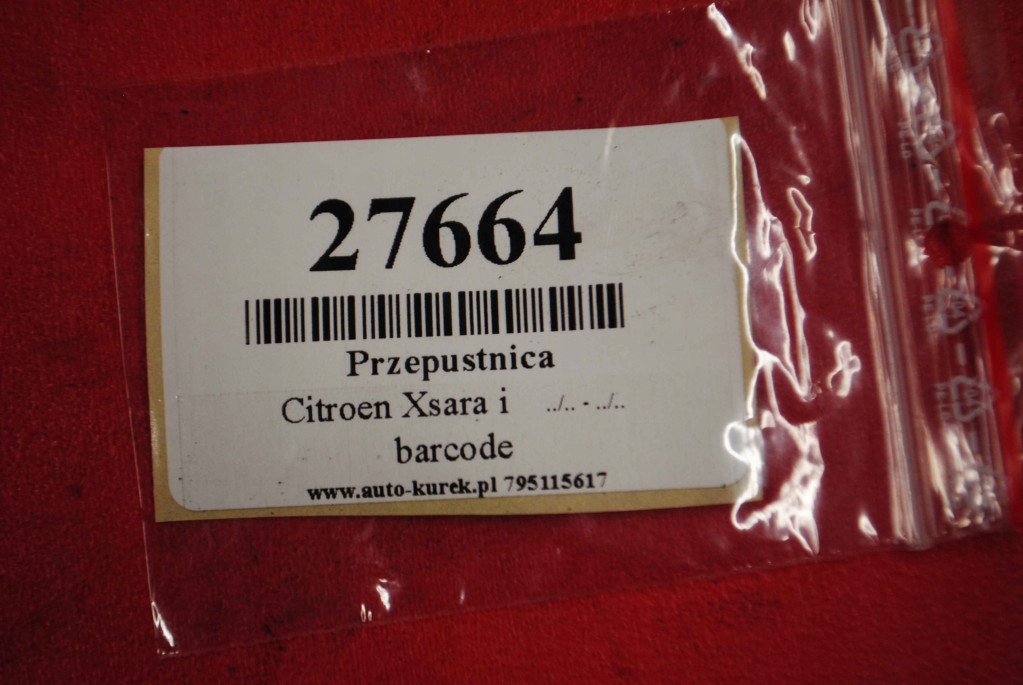 27664
Przepustnica
Citroen Xsara i ../.. - ../..
barcode
www.auto-kurek.pl 795115617